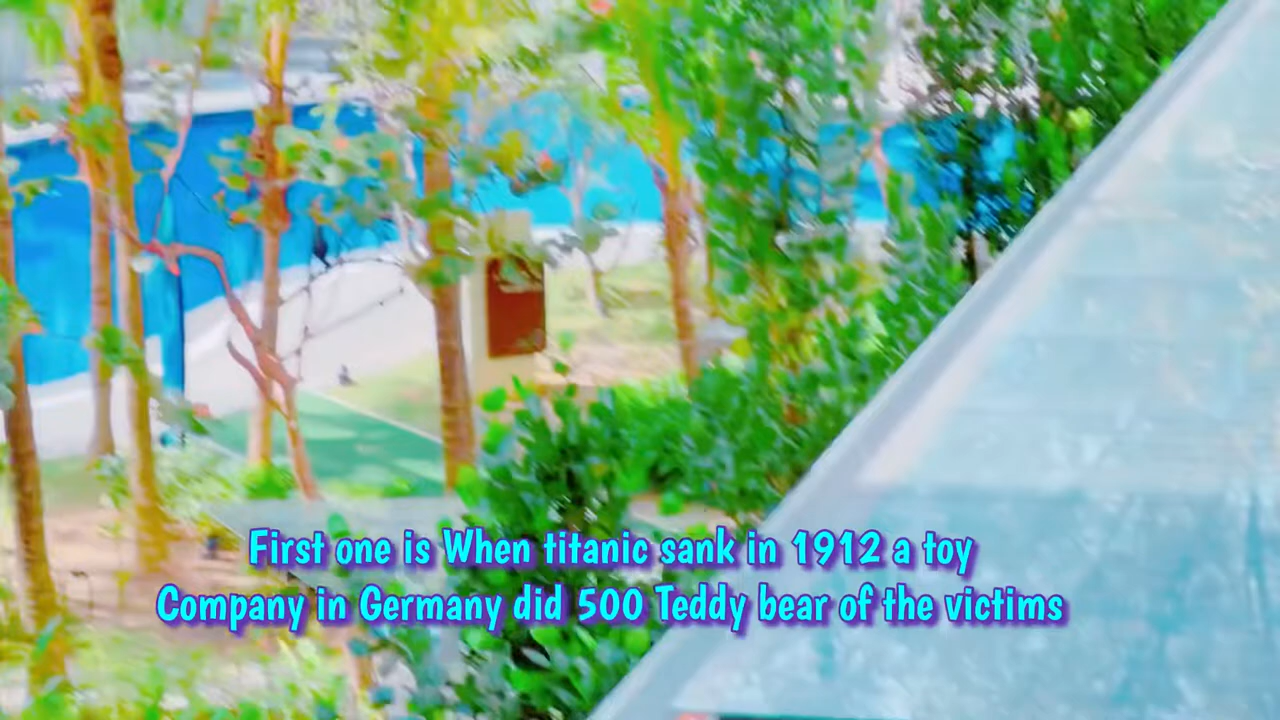 First one is When titanic sank in 1912 a toy
Company in Germany did 500 Teddy bear of the victims